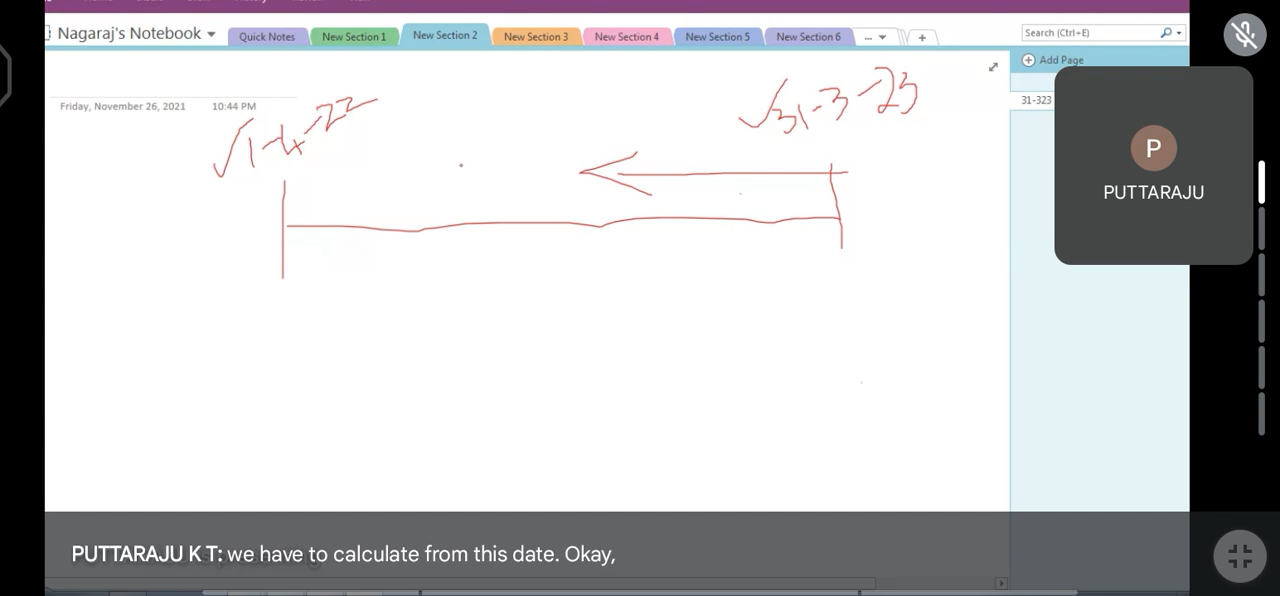 Nagaraj's Notebook
Quick Notes
New Section 1
New Section 2
New Section 3
New Section 4
New Section 5
New Section 6
...
Search (Ctrl+E)
Add Page
31-323
Friday, November 26, 2021 10:44 PM
√1-4-22
√31-3-23
P
PUTTARAJU
PUTTARAJU K T: we have to calculate from this date. Okay,